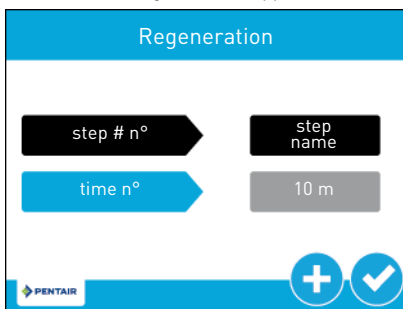 Regeneration
step # n°
step
name
time n°
10 m
PENTAIR